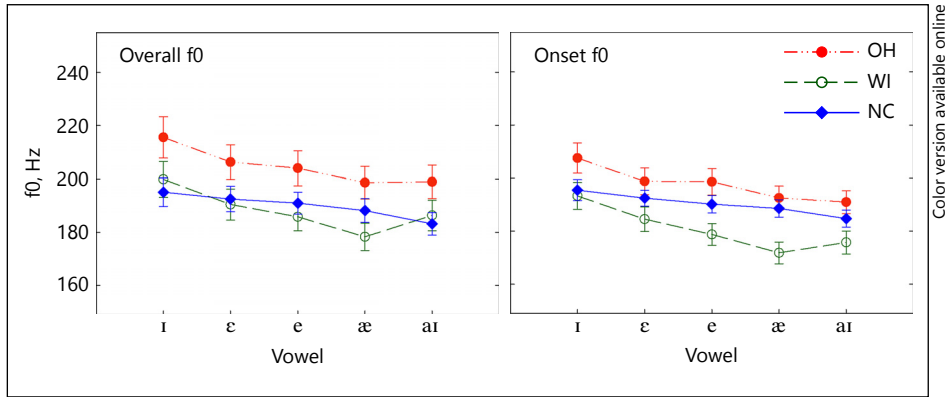 Overall f0
Onset f0
OH
WI
NC
f0, Hz
240
220
200
180
160
ɪ ɛ e æ aɪ
Vowel
ɪ ɛ e æ aɪ
Vowel
Color version available online